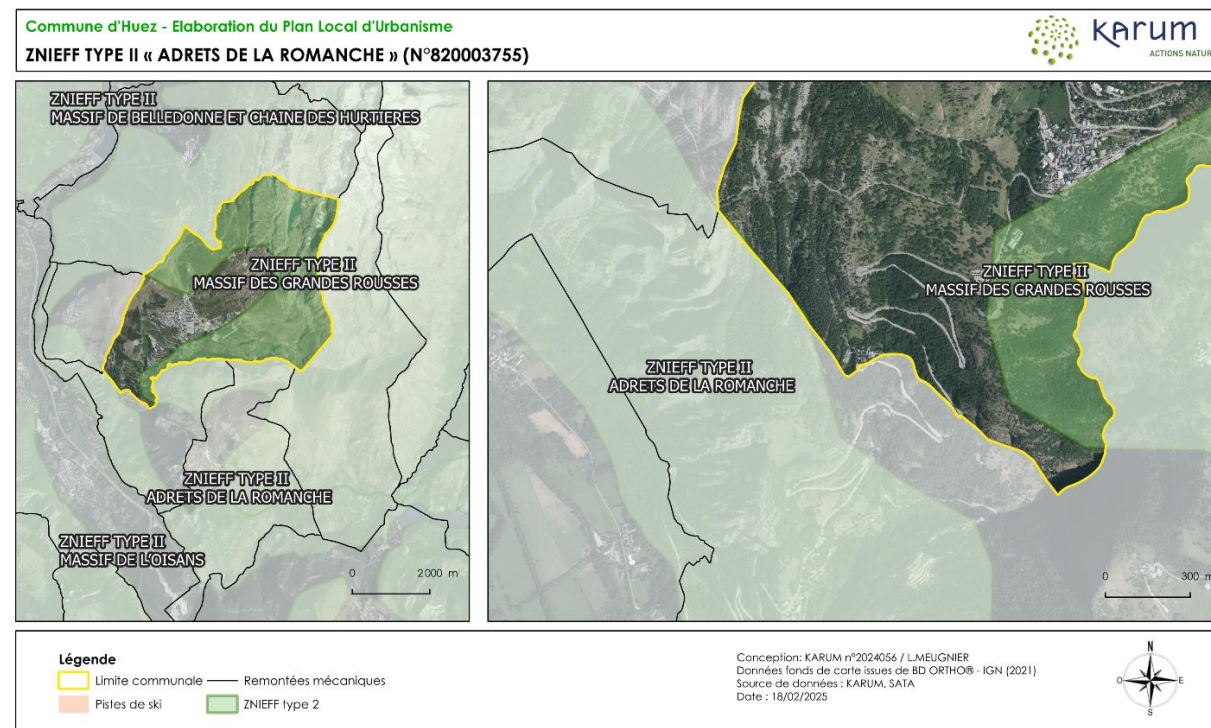 Commune d'Huez - Elaboration du Plan Local d'Urbanisme
ZNIEFF TYPE II « ADRETS DE LA ROMANCHE » (N°820003755)
KARUM
ACTIONS NATUR
ZNIEFF TYPE II
MASSIF DE BELLEDONNE ET CHAINE DES HURTIERES
ZNIEFF TYPE II
MASSIF DES GRANDES ROUSSES
ZNIEFF TYPE II
ADRETS DE LA ROMANCHE
ZNIEFF TYPE II
MASSIF DE L'OISANS
0 2000 m
ZNIEFF TYPE II
MASSIF DES GRANDES ROUSSES
ZNIEFF TYPE II
ADRETS DE LA ROMANCHE
0 300 m
Légende
Limite communale
Remontées mécaniques
Pistes de ski
ZNIEFF type 2
Conception: KARUM n°2024056 / L.MEUGNIER
Données fonds de carte issues de BD ORTHO® - IGN (2021)
Source de données : KARUM, SATA
Date : 18/02/2025
N
O E
S